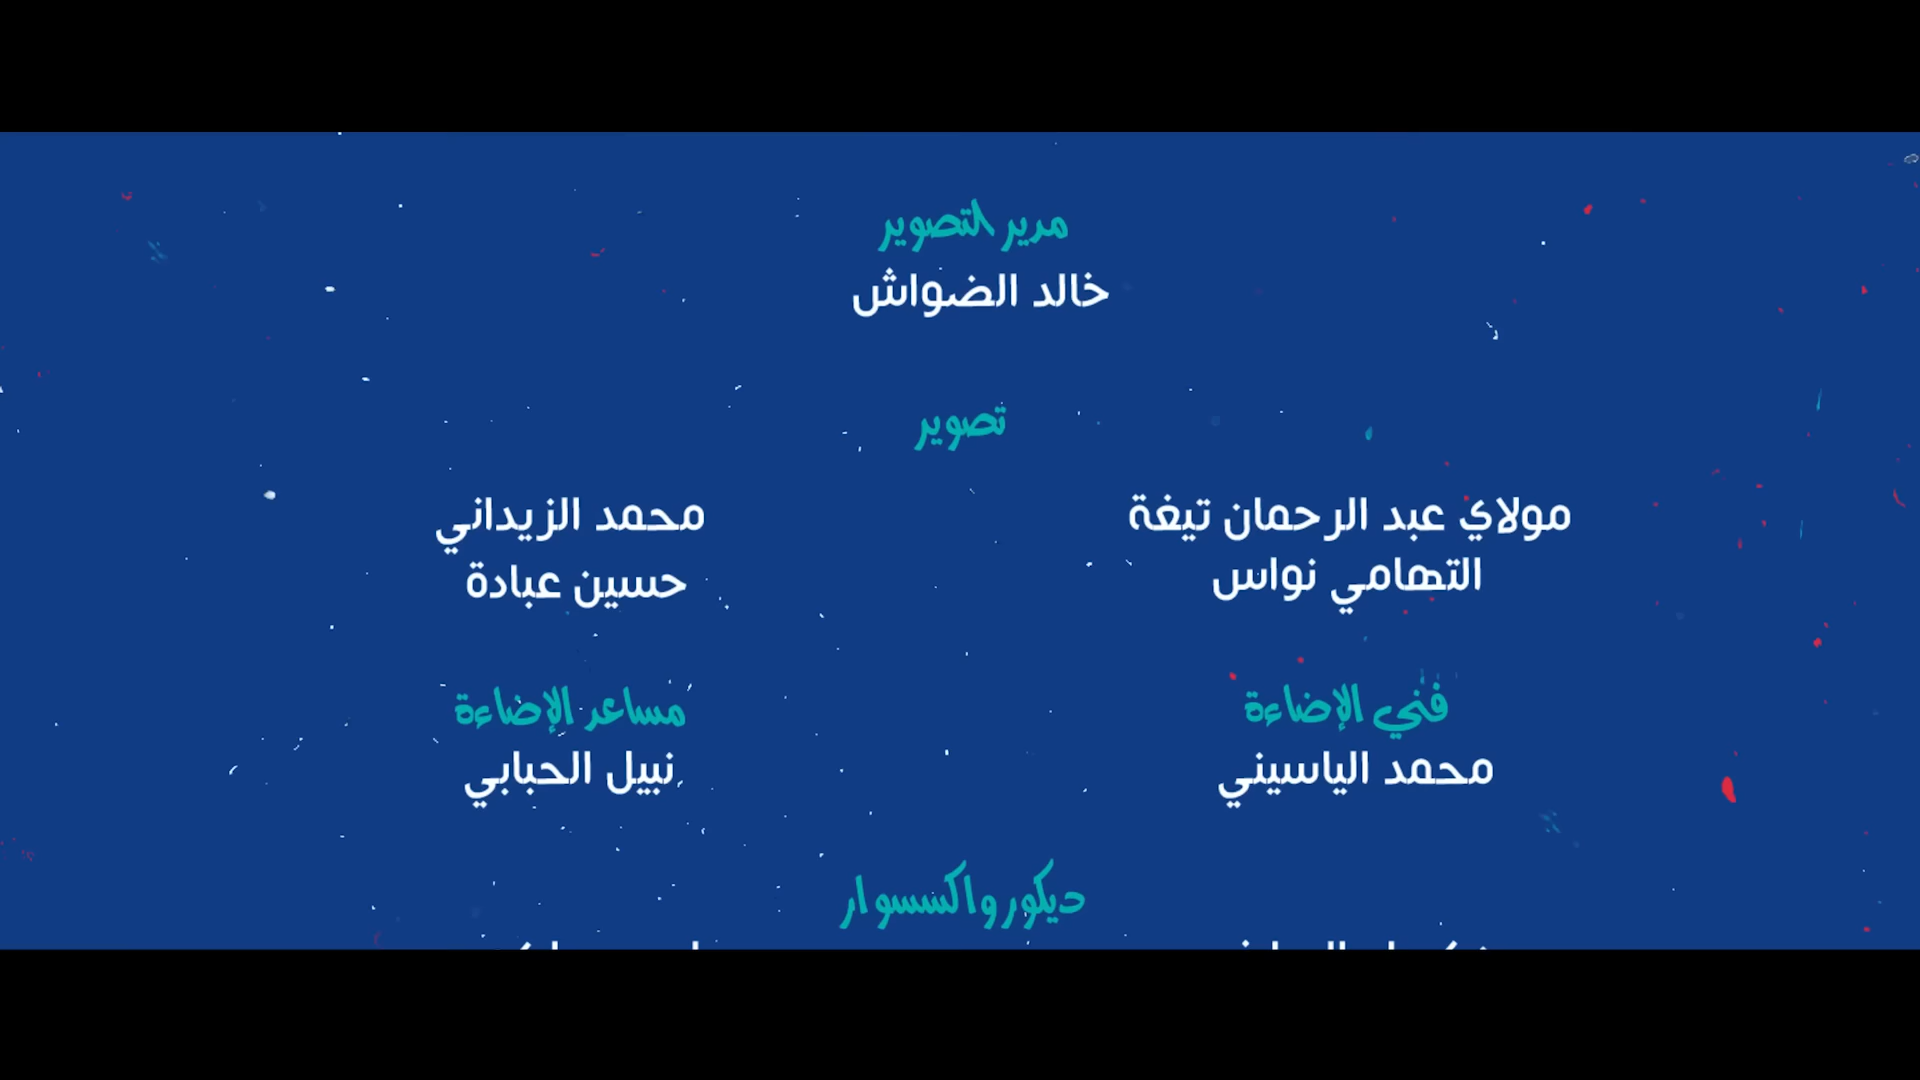 مدير التصوير
خالد الضواش
تصوير
مولاي عبد الرحمان تيغة
محمد الزيداني
التهامي نواس
حسين عبادة
فني الإضاءة
مساعد الإضاءة
محمد الياسيني
نبيل الحبابي
ديكور واكسسوار